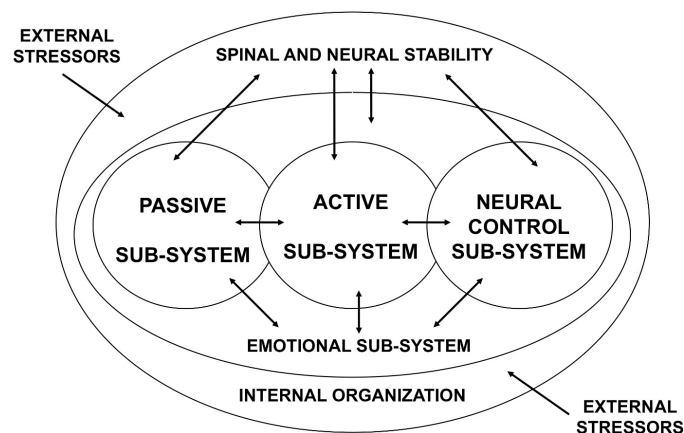 EXTERNAL
STRESSORS
SPINAL AND NEURAL STABILITY
PASSIVE
SUB-SYSTEM
ACTIVE
SUB-SYSTEM
NEURAL
CONTROL
SUB-SYSTEM
EMOTIONAL SUB-SYSTEM
INTERNAL ORGANIZATION
EXTERNAL
STRESSORS